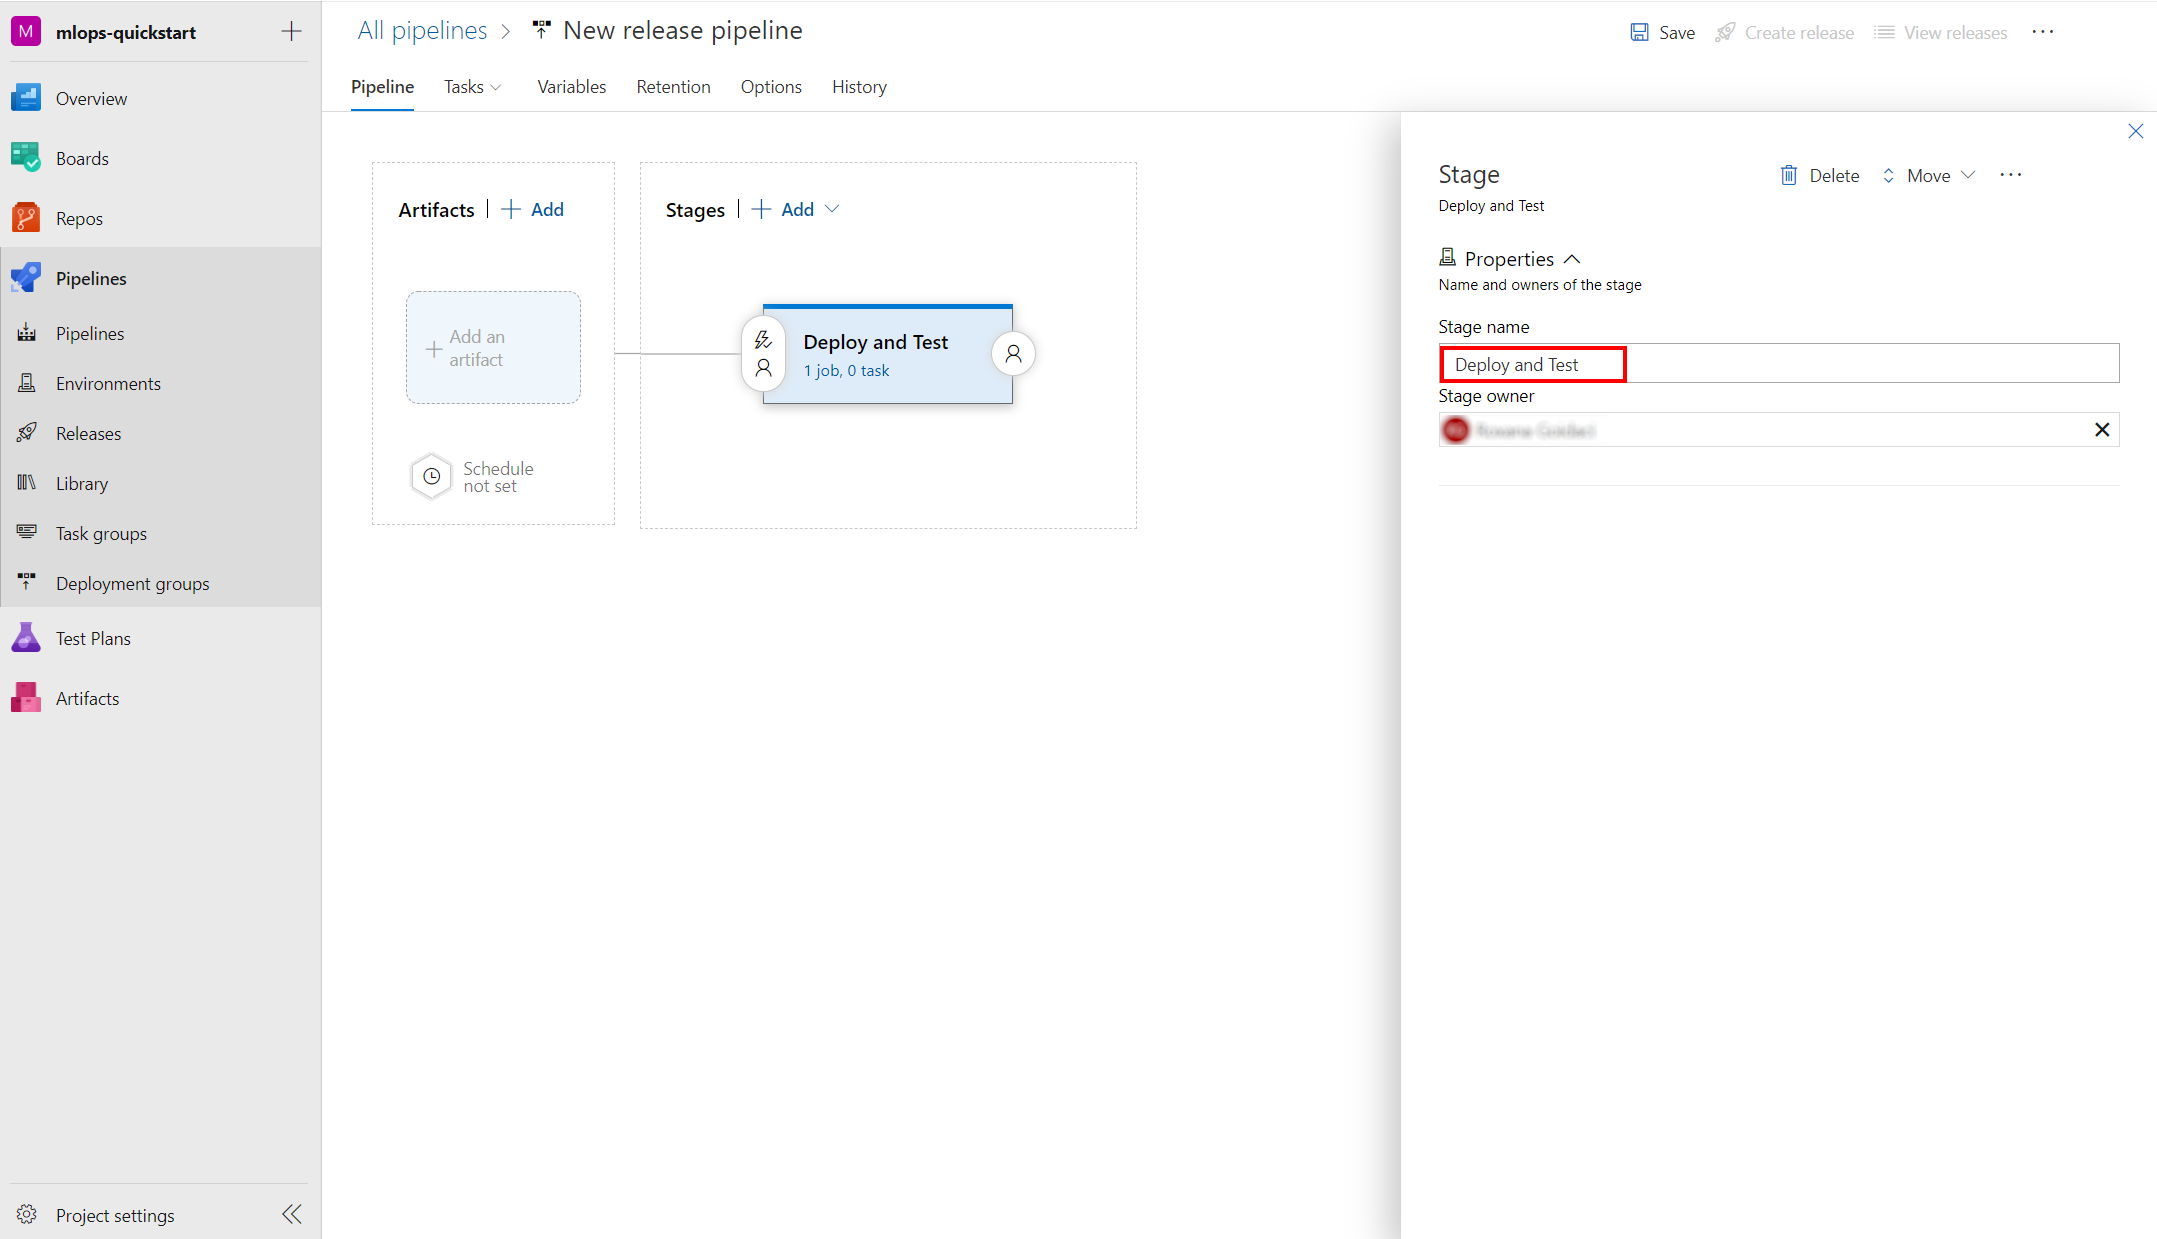 M mlops-quickstart
Overview
Boards
Repos
Pipelines
Pipelines
Environments
Releases
Library
Task groups
Deployment groups
Test Plans
Artifacts
Project settings
All pipelines > New release pipeline
Save Create release View releases ...
Pipeline Tasks Variables Retention Options History
Artifacts | + Add
Add an
artifact
Schedule
not set
Stages | + Add
Deploy and Test
1 job, 0 task
Stage
Delete Move ...
Deploy and Test
Properties
Name and owners of the stage
Stage name
Deploy and Test
Stage owner